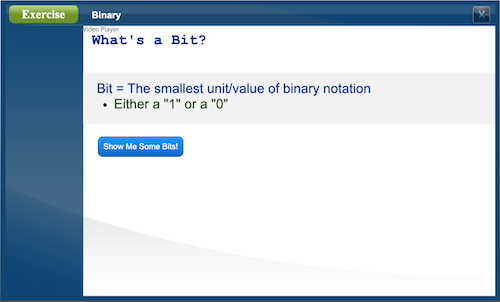 Exercise
Binary
X
Video Player
What's a Bit?
Bit = The smallest unit/value of binary notation
• Either a "1" or a "0"
Show Me Some Bits!